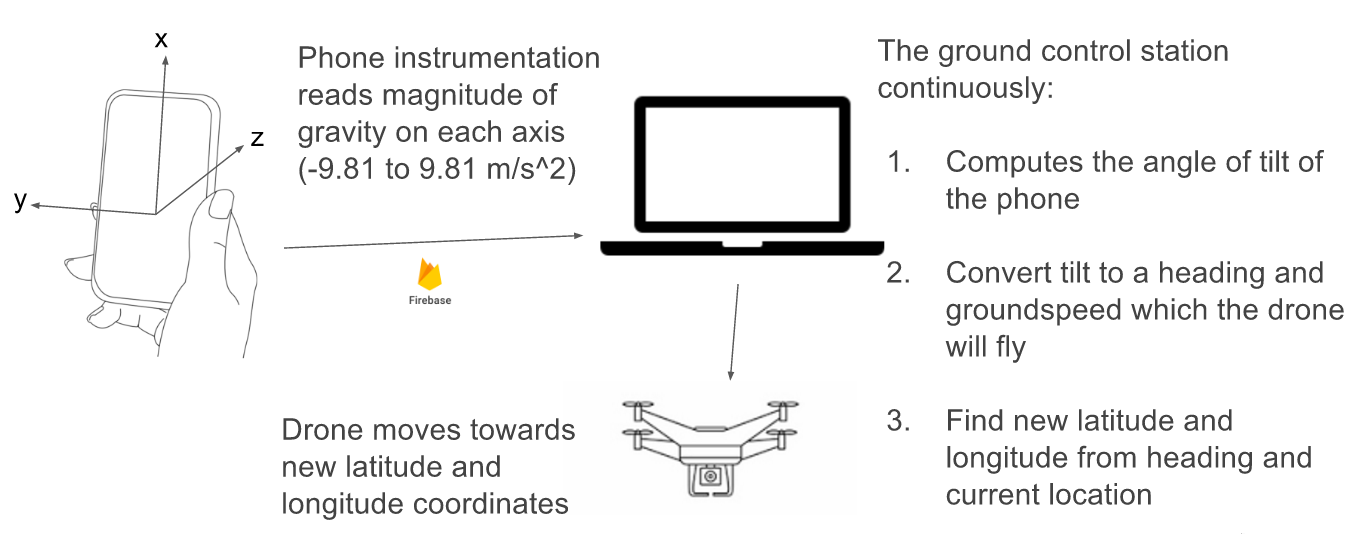 x
z
y
Phone instrumentation
reads magnitude of
gravity on each axis
(-9.81 to 9.81 m/s^2)
Firebase
The ground control station
continuously:
1. Computes the angle of tilt of
the phone
2. Convert tilt to a heading and
groundspeed which the drone
will fly
3. Find new latitude and
longitude from heading and
current location
Drone moves towards
new latitude and
longitude coordinates